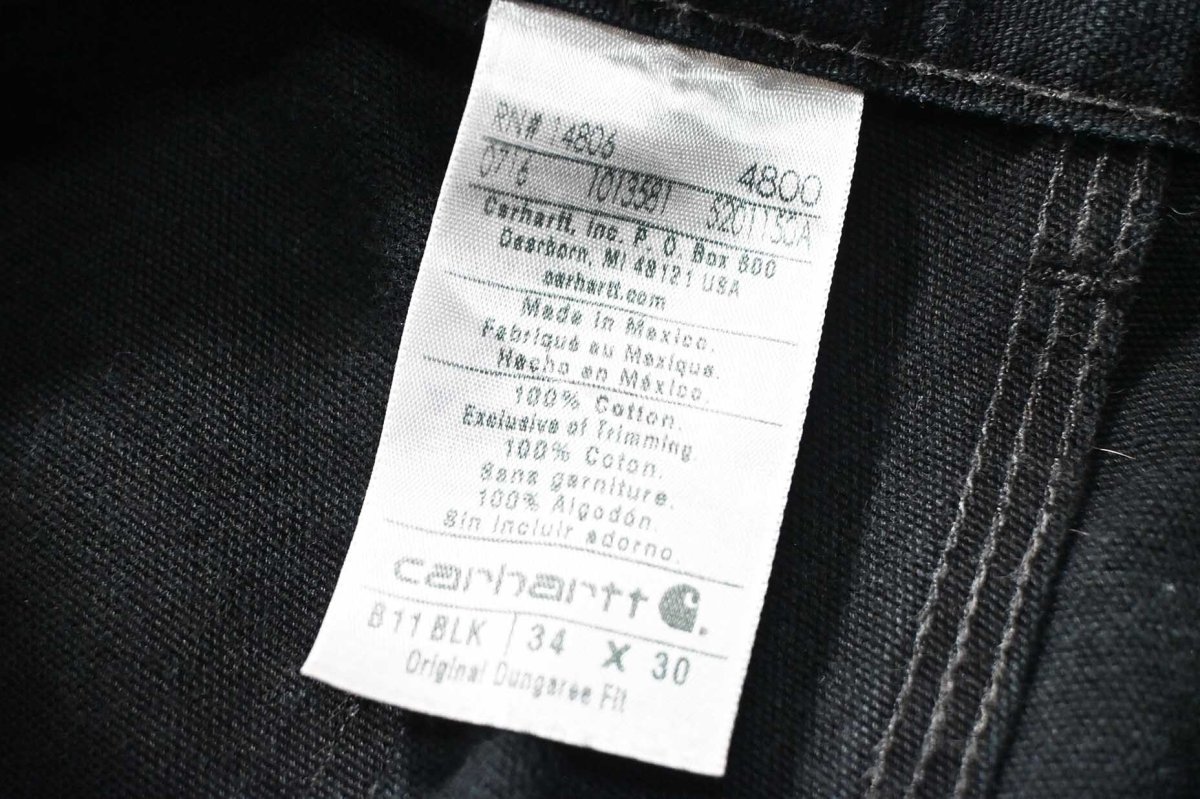 RN# 14806 4800
0716 1013581 3201130A
Carhartt, Inc. P. O. Box 600
Dearborn, MI 48121 USA
carhartt.com
Made in Mexico.
Fabriqué au Mexique.
Hecho en México.
100% Cotton.
Exclusive of Trimming.
100% Coton.
Sans garniture.
100% Algodón.
Sin incluir adorno.
carhartt
B11 BLK 34 X 30
Original Dungaree Fit